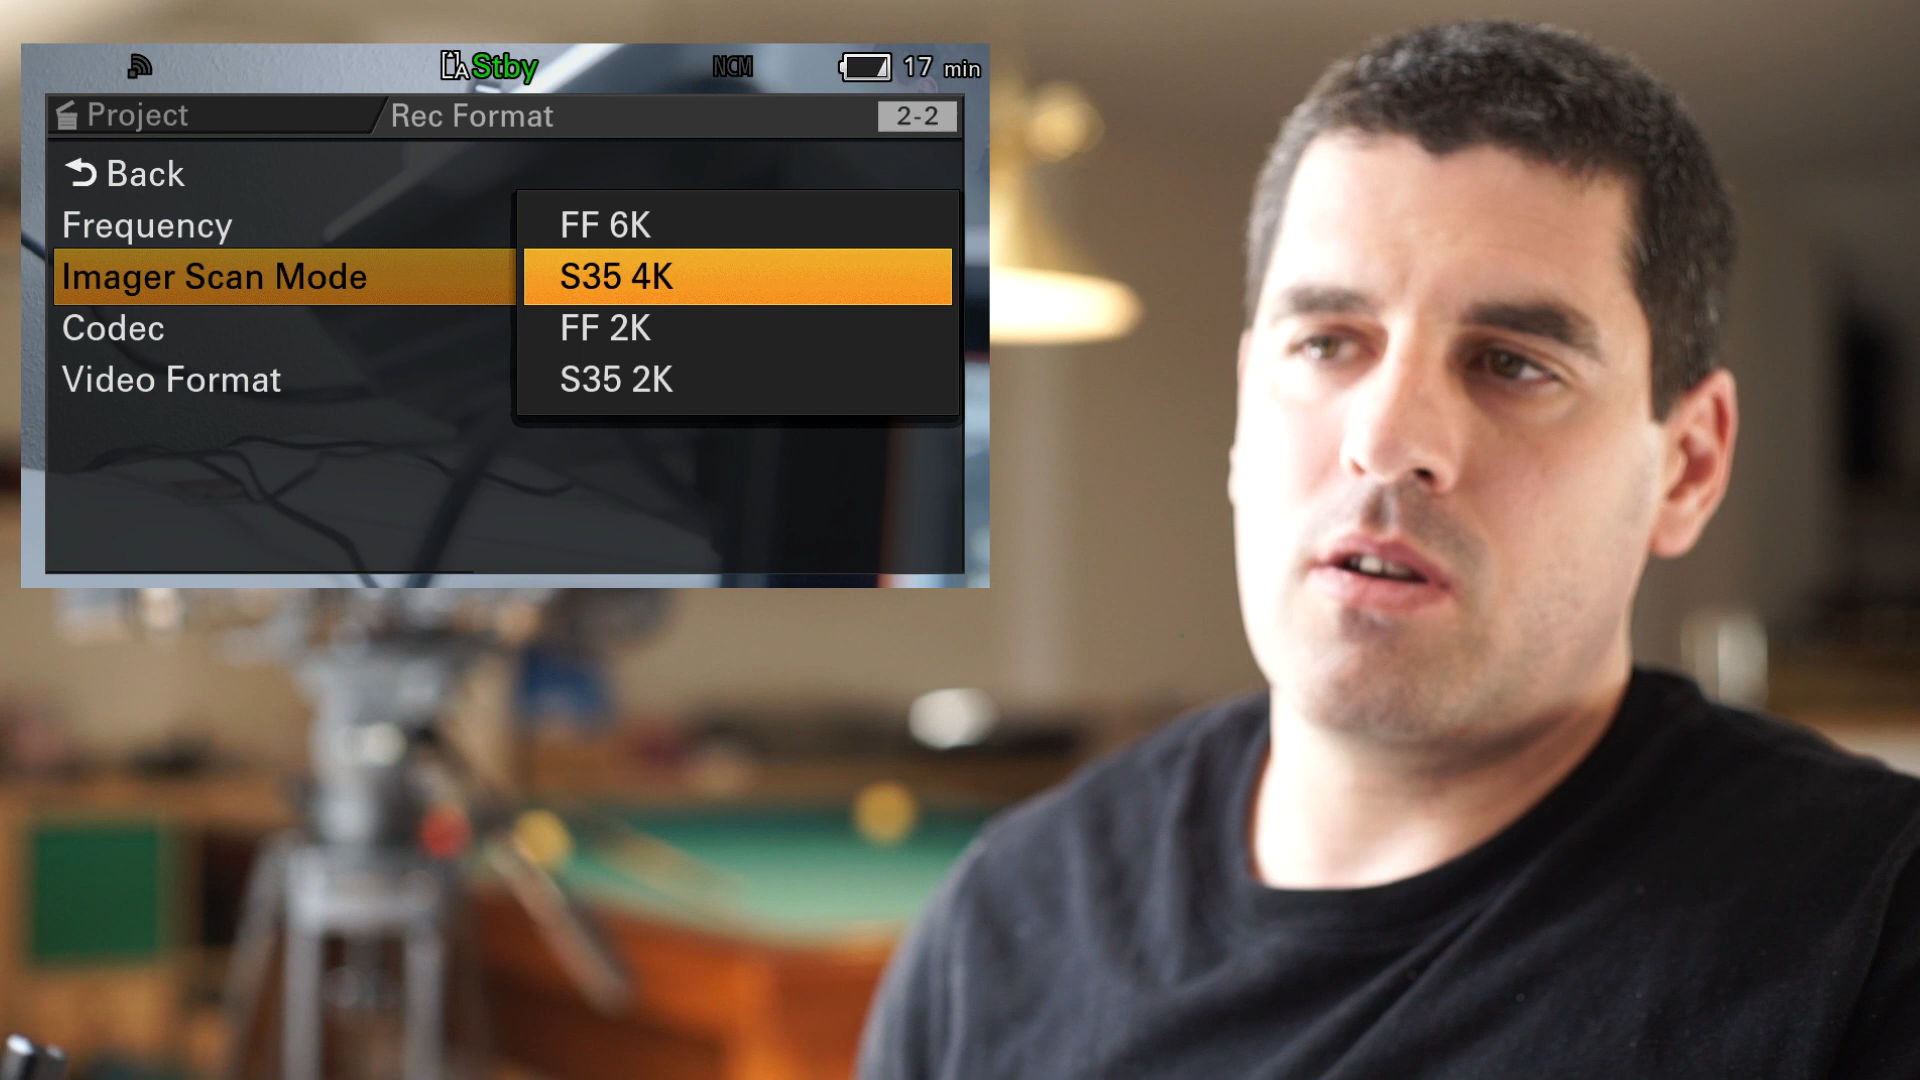 A Stby NCM 17 min
Project Rec Format 2-2
Back
Frequency FF 6K
Imager Scan Mode S35 4K
Codec FF 2K
Video Format S35 2K